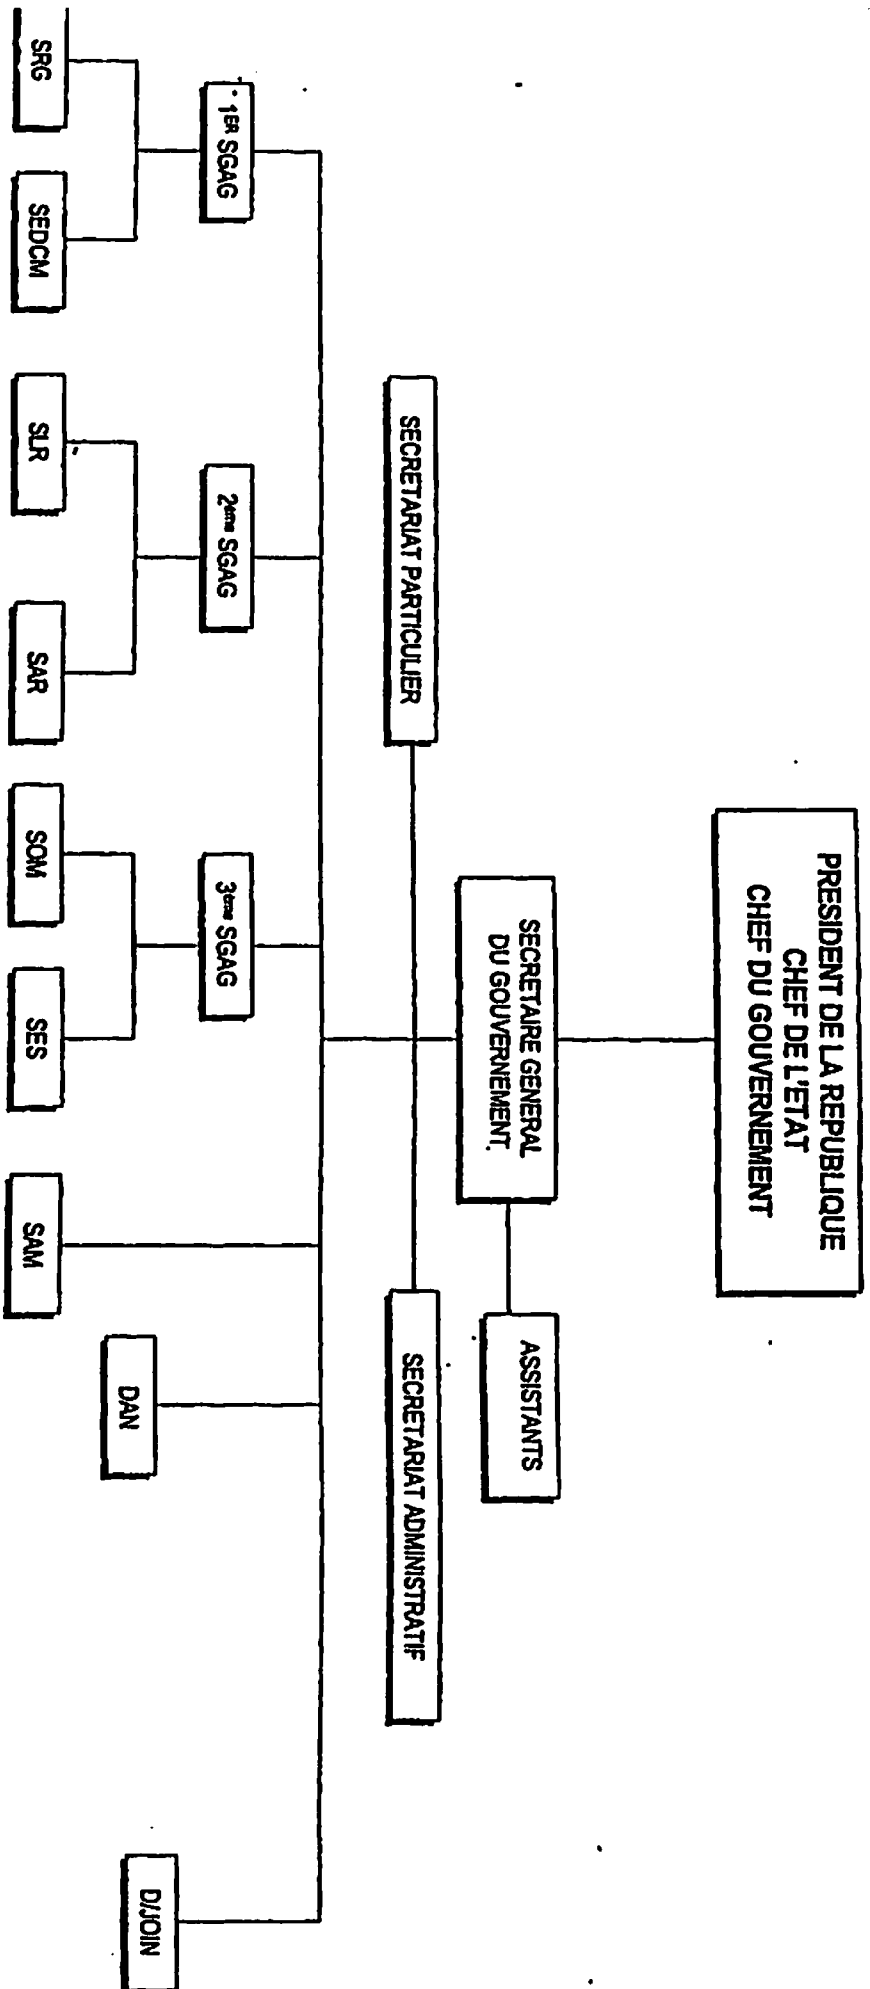 PRESIDENT DE LA REPUBLIQUE
CHEF DE L'ETAT
CHEF DU GOUVERNEMENT
SECRETAIRE GENERAL
DU GOUVERNEMENT
ASSISTANTS
SECRETARIAT PARTICULIER
SECRETARIAT ADMINISTRATIF
1ER SGAG
2ème SGAG
3ème SGAG
DAN
D/JOIN
SRG
SEDCM
SLR
SAR
SOM
SES
SAM